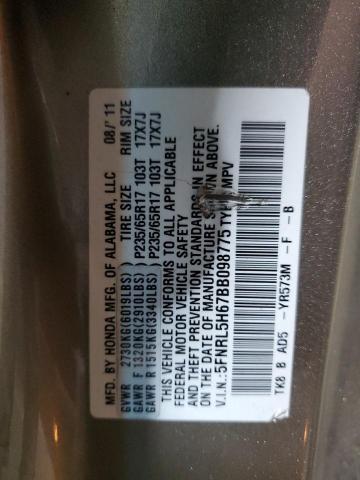 MFD. BY HONDA MFG. OF ALABAMA, LLC 08/'11
GVWR 2730KG(6019LBS) TIRE SIZE RIM SIZE
GAWR F 1320KG(2910LBS) P235/65R17 103T 17X7J
GAWR R 1515KG(3340LBS) P235/65R17 103T 17X7J
THIS VEHICLE CONFORMS TO ALL APPLICABLE
FEDERAL MOTOR VEHICLE SAFETY
AND THEFT PREVENTION STANDARDS IN EFFECT
ON THE DATE OF MANUFACTURE SHOWN ABOVE.
V.I.N.:5FNRL5H67BB098775 MPV
TK8 B AD5 -YR573M -F -B